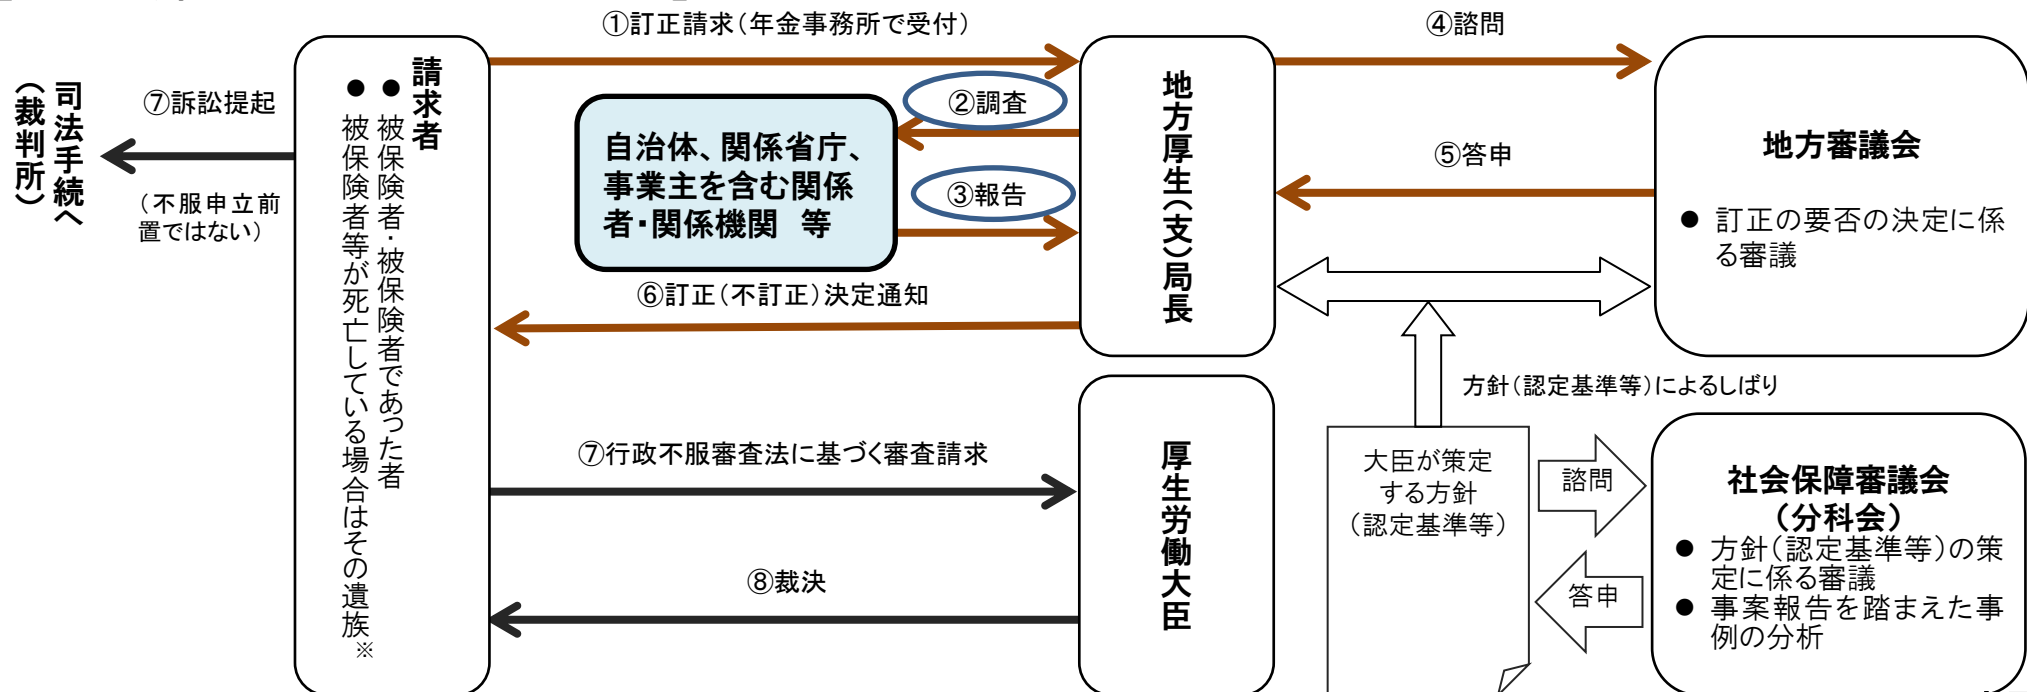 ①訂正請求（年金事務所で受付）
④諮問
司法手続へ
（裁判所）
⑦訴訟提起
（不服申立前
置ではない）
請求者
● 被保険者・被保険者であった者
● 被保険者等が死亡している場合はその遺族※
②調査
自治体、関係省庁、
事業主を含む関係
者・関係機関　等
③報告
⑥訂正（不訂正）決定通知
地方厚生（支）局長
⑤答申
地方審議会
● 訂正の要否の決定に係
る審議
方針（認定基準等）によるしばり
⑦行政不服審査法に基づく審査請求
⑧裁決
厚生労働大臣
大臣が策定
する方針
（認定基準等）
諮問
答申
社会保障審議会
（分科会）
● 方針（認定基準等）の策
定に係る審議
● 事案報告を踏まえた事
例の分析